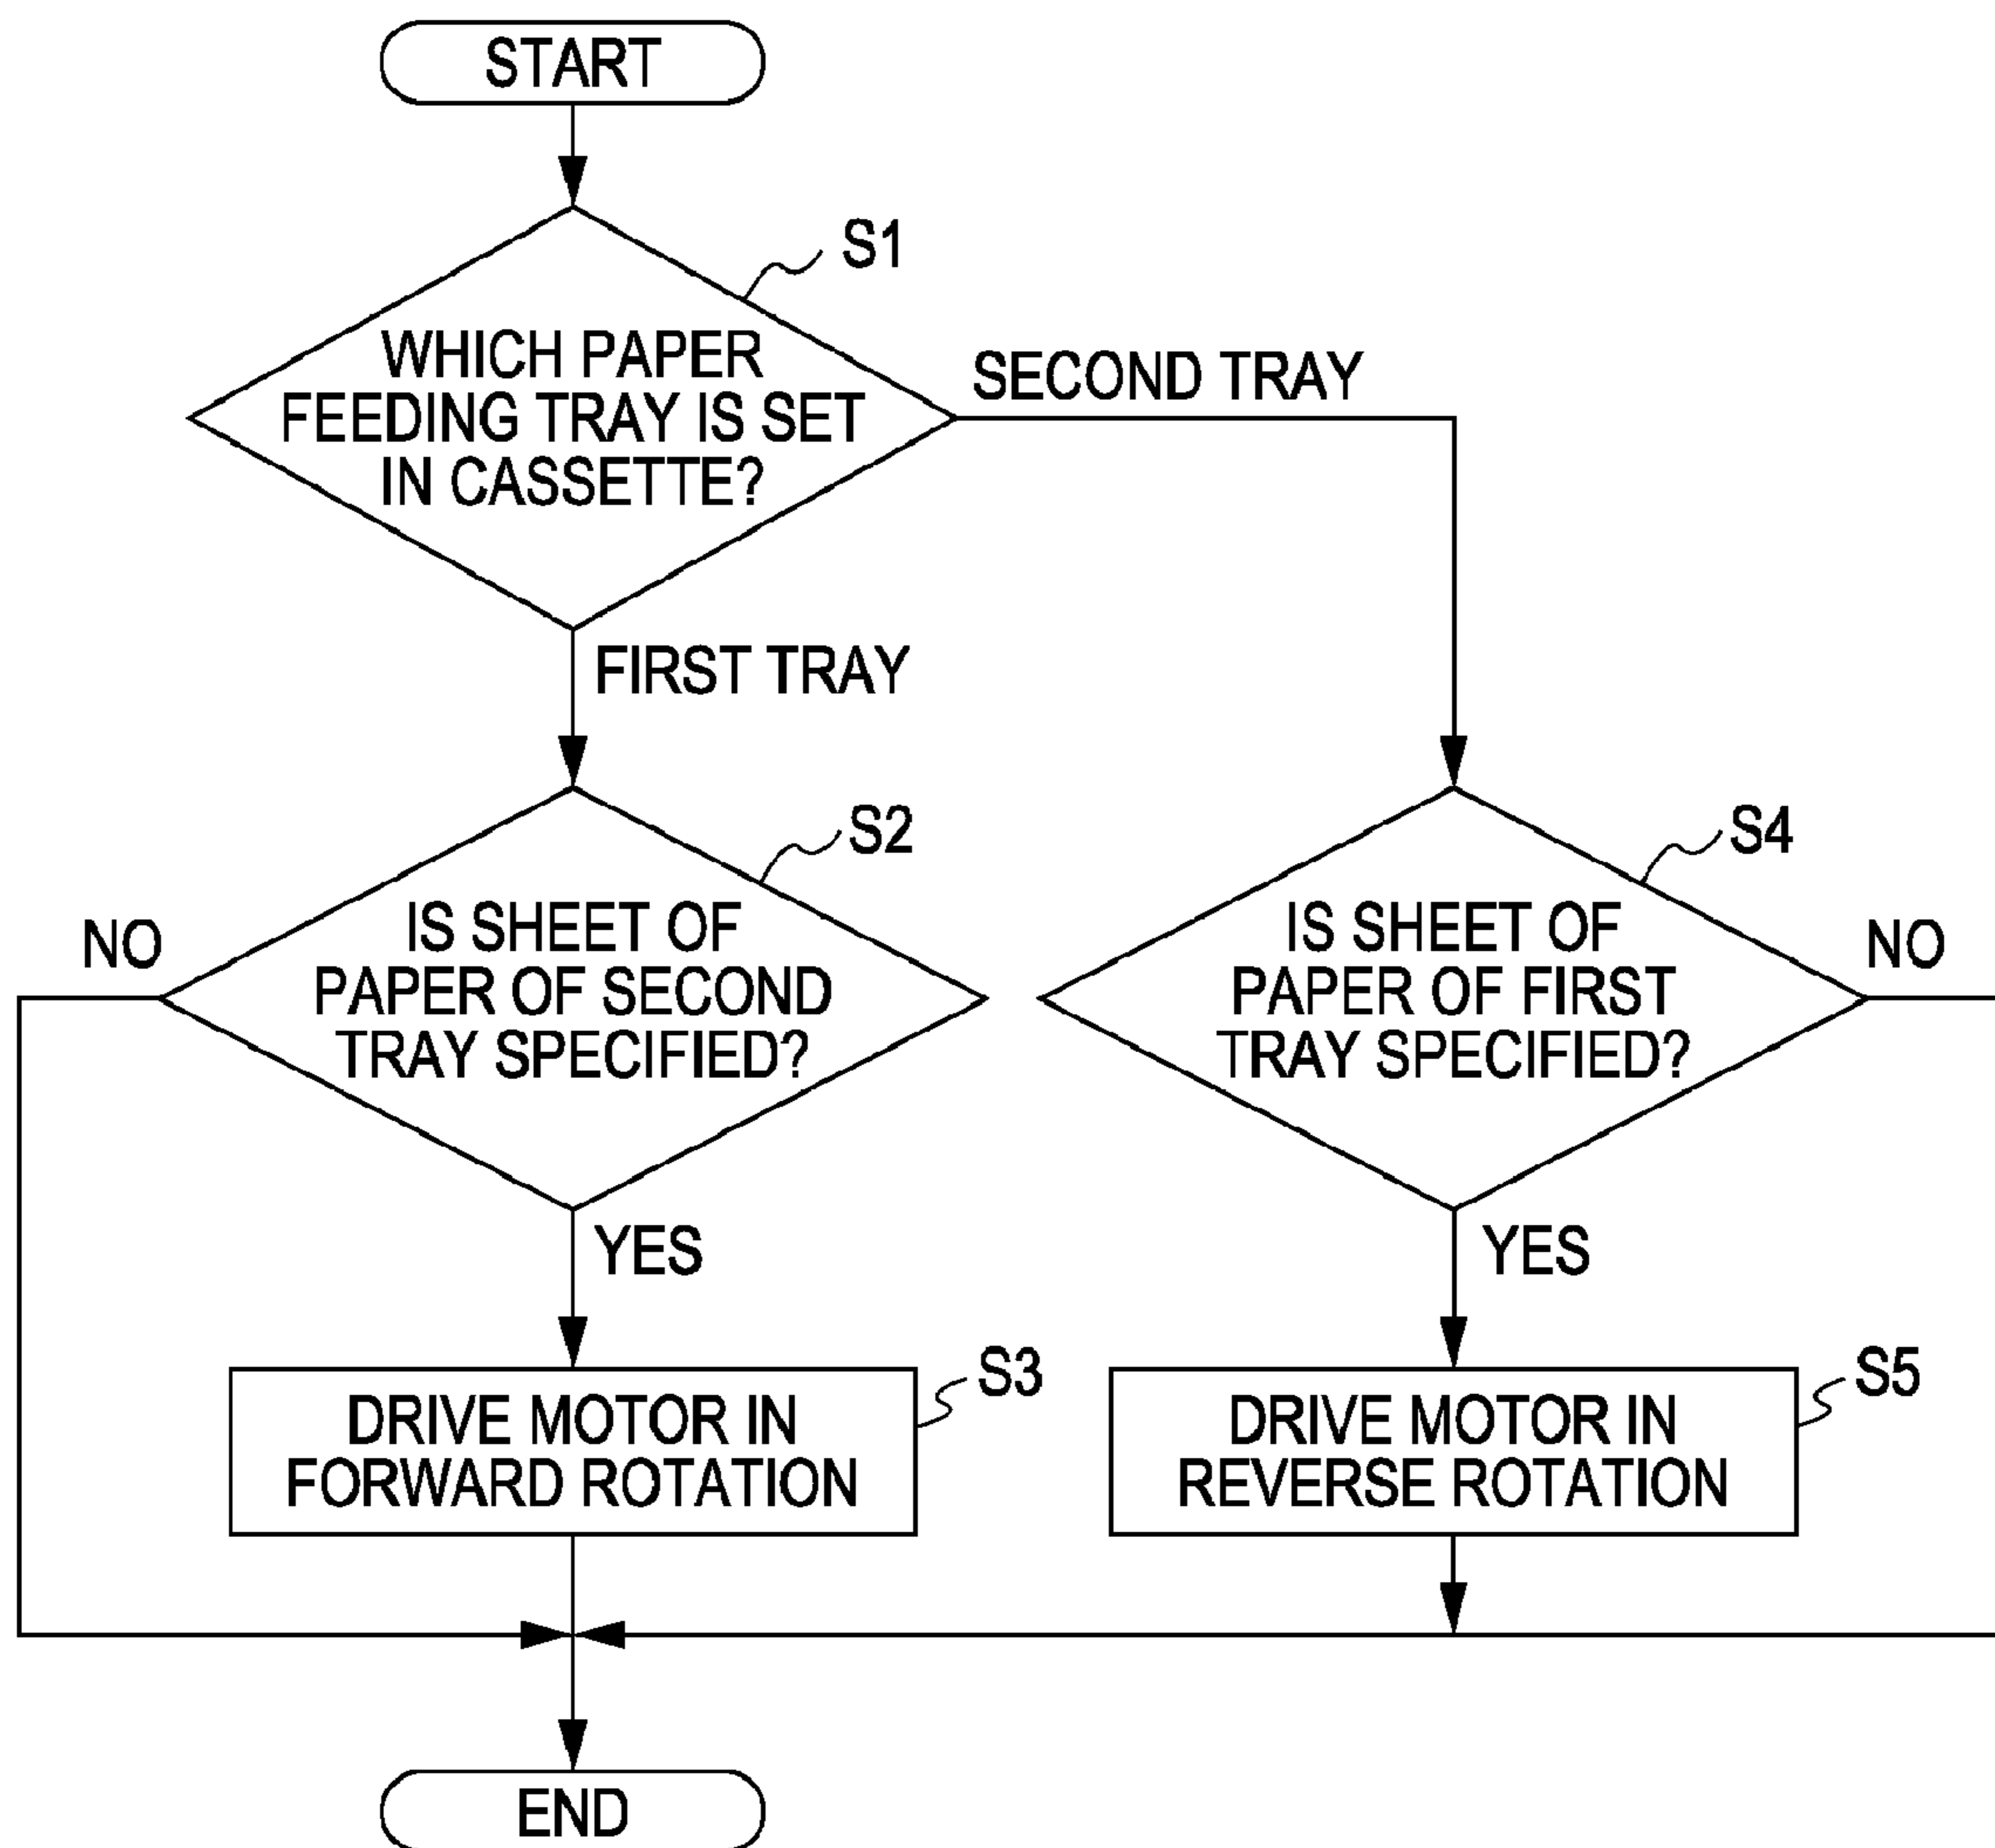 START
S1
WHICH PAPER
FEEDING TRAY IS SET
IN CASSETTE?
SECOND TRAY
FIRST TRAY
S2
NO
IS SHEET OF
PAPER OF SECOND
TRAY SPECIFIED?
YES
S4
IS SHEET OF
PAPER OF FIRST
TRAY SPECIFIED?
NO
YES
S3
DRIVE MOTOR IN
FORWARD ROTATION
S5
DRIVE MOTOR IN
REVERSE ROTATION
END